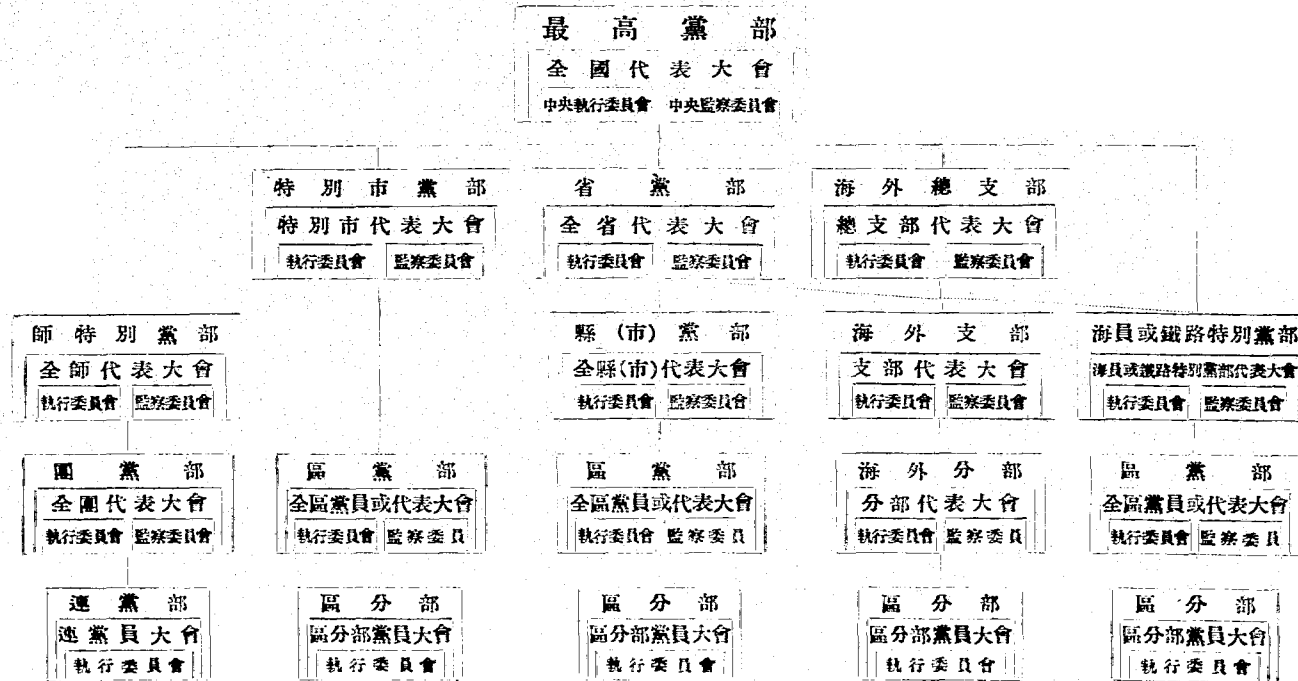 最高黨部
全國代表大會
中央執行委員會 中央監察委員會
特別市黨部
特別市代表大會
執行委員會 監察委員會
省黨部
全省代表大會
執行委員會 監察委員會
海外總支部
總支部代表大會
執行委員會 監察委員會
師特別黨部
全師代表大會
執行委員會 監察委員會
縣(市)黨部
全縣(市)代表大會
執行委員會 監察委員會
海外支部
支部代表大會
執行委員會 監察委員會
海員或鐵路特別黨部
海員或鐵路特別黨部代表大會
執行委員會 監察委員會
團黨部
全團代表大會
執行委員會 監察委員會
區黨部
全區黨員或代表大會
執行委員會 監察委員
區黨部
全區黨員或代表大會
執行委員會 監察委員
海外分部
分部代表大會
執行委員會 監察委員
區黨部
全區黨員或代表大會
執行委員會 監察委員
連黨部
連黨員大會
執行委員會
區分部
區分部黨員大會
執行委員會
區分部
區分部黨員大會
執行委員會
區分部
區分部黨員大會
執行委員會
區分部
區分部黨員大會
執行委員會